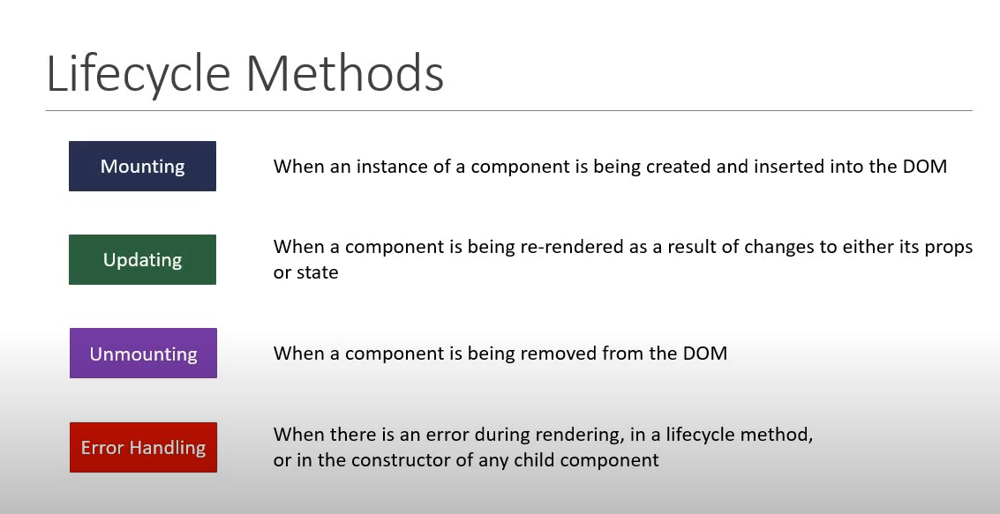 Lifecycle Methods
Mounting
When an instance of a component is being created and inserted into the DOM
Updating
When a component is being re-rendered as a result of changes to either its props
or state
Unmounting
When a component is being removed from the DOM
Error Handling
When there is an error during rendering, in a lifecycle method,
or in the constructor of any child component